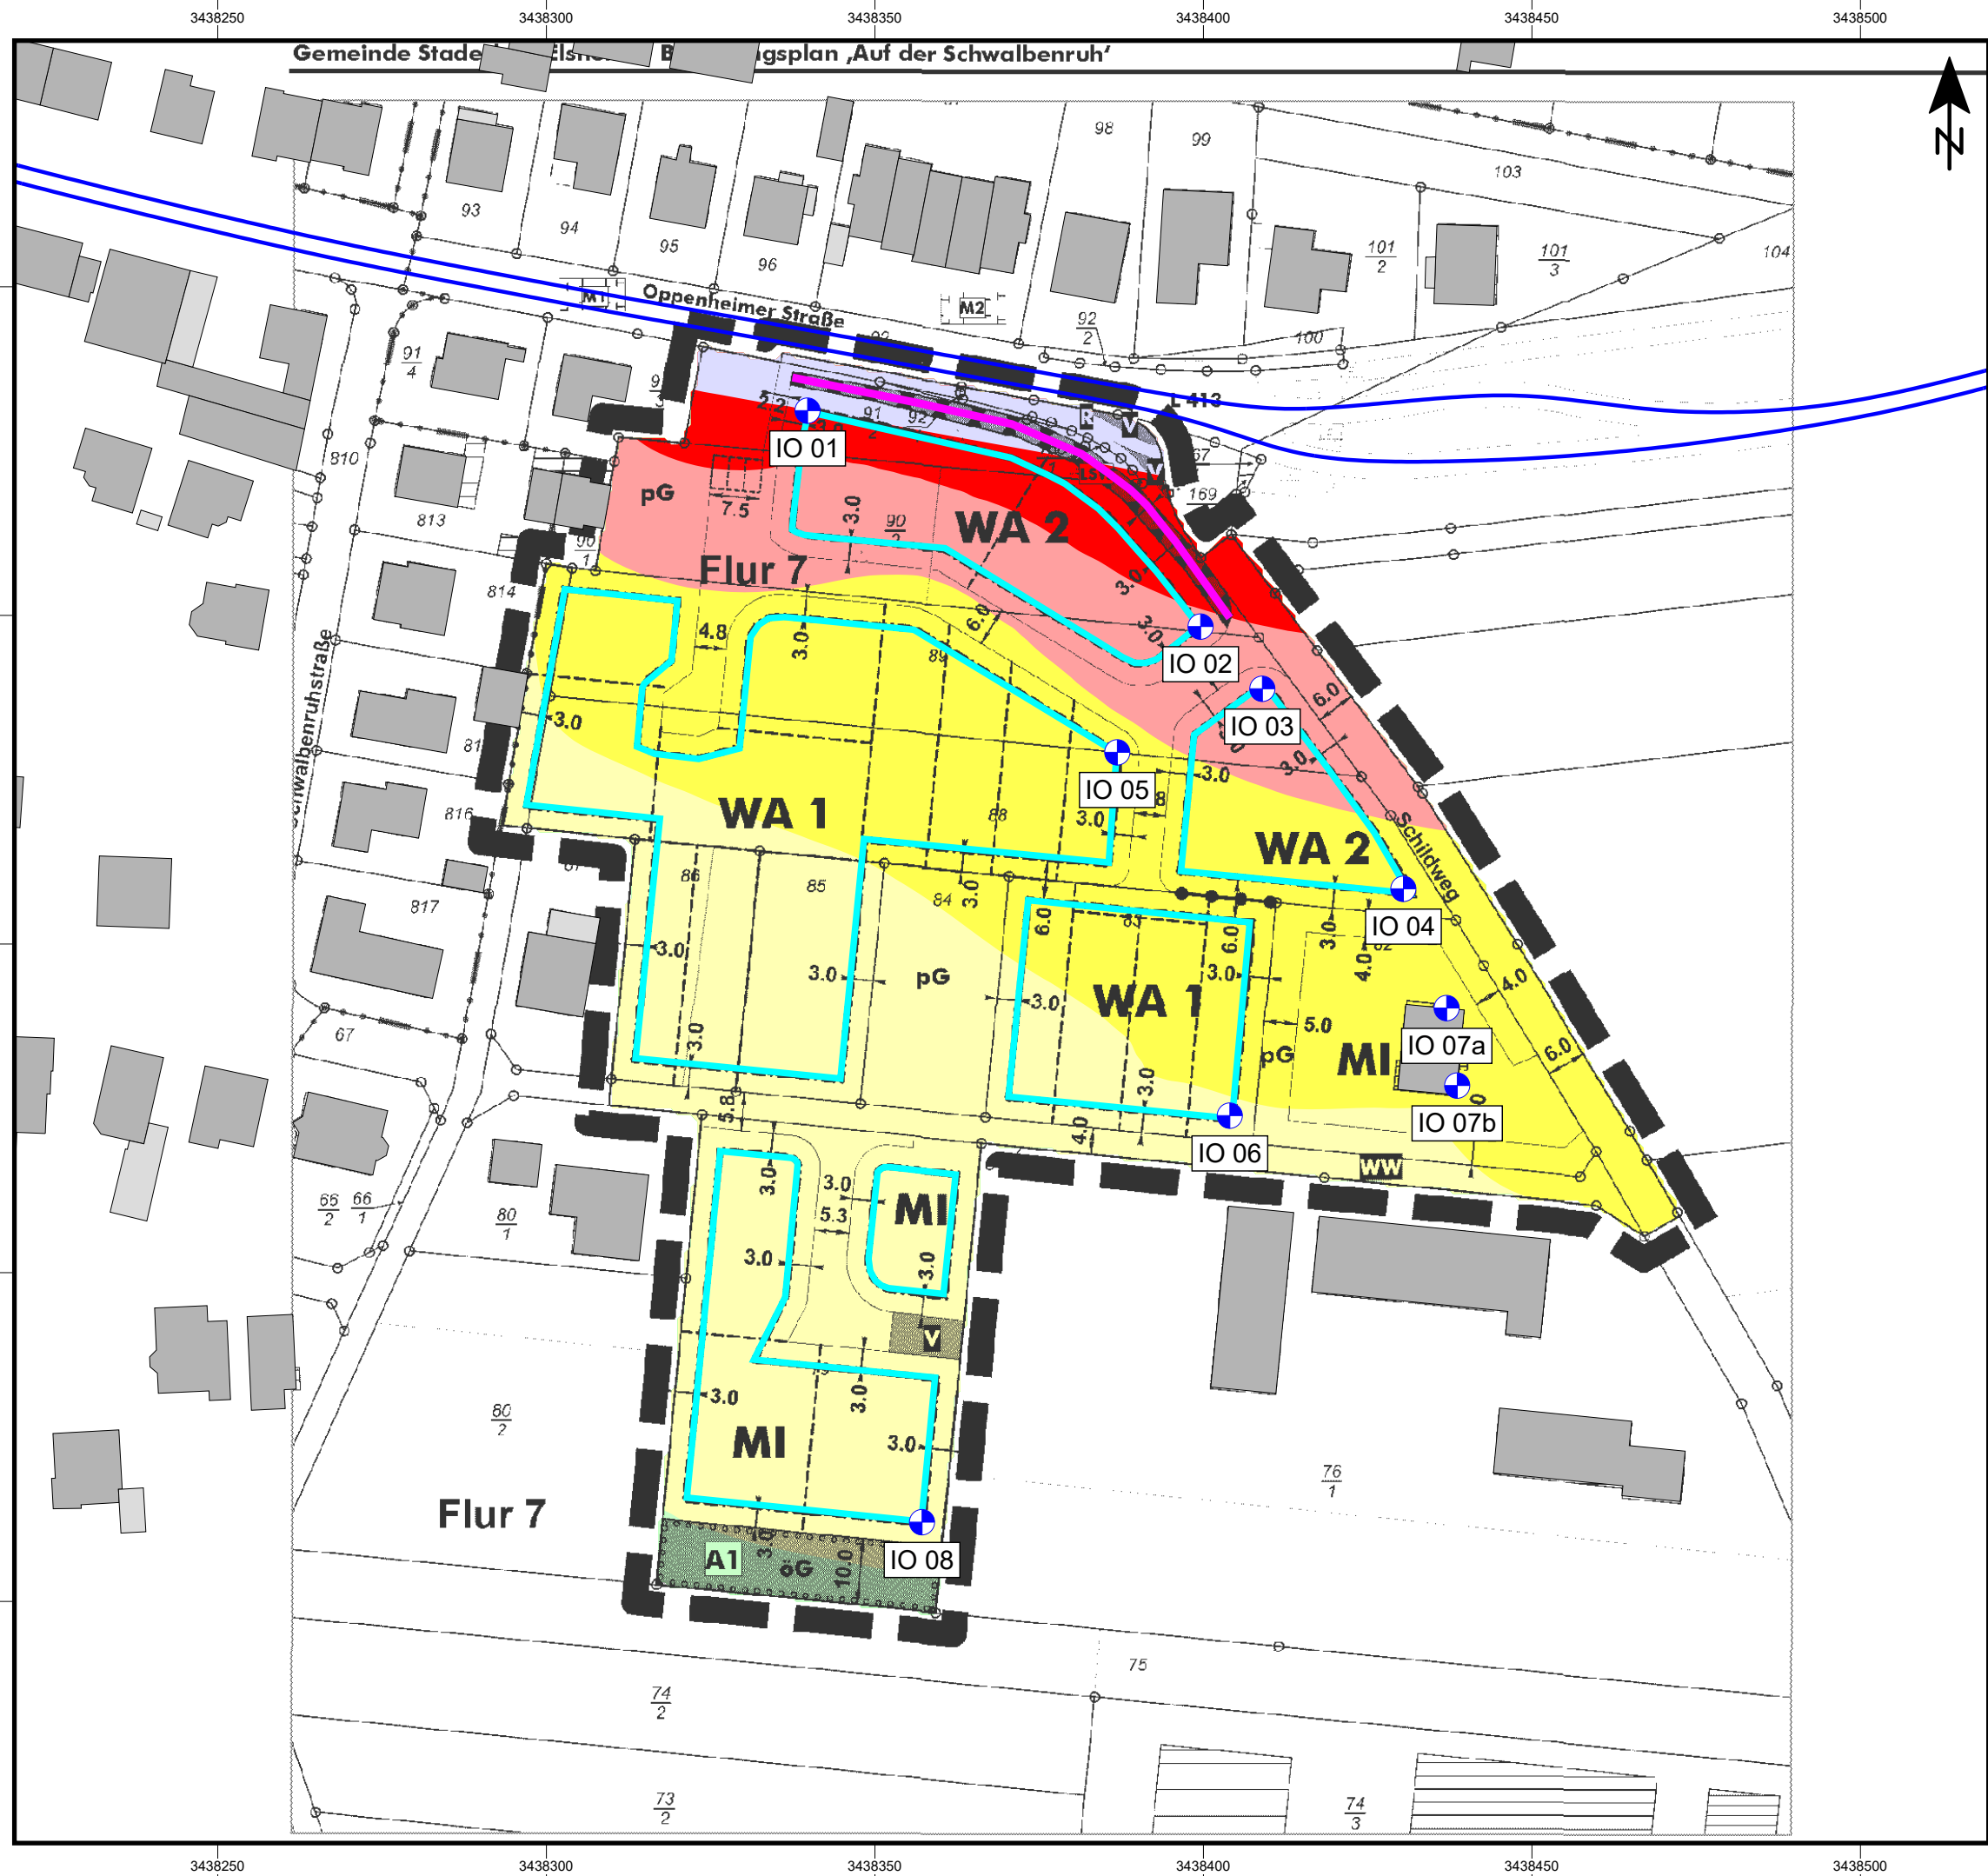 3438250 3438300 3438350 3438400 3438450 3438500
Gemeinde Stade gsplan ‚Auf der Schwalbenruh‘
N
98
99
103
93
94
95
96
101
2
101
3
104
M1
Oppenheimer Straße
M2
92
2
100
91
4
L 413
R
V
V
5.2
91
2
92
IO 01
810
67
169
pG
7.5
3.0
90
2
WA 2
813
90
1
Flur 7
3.0
814
6.0
3.0
4.8
3.0
89
IO 02
Schwalbenruhstraße
3.0
IO 03
6.0
3.0
3.0
IO 05
WA 1
88
3.0
816
WA 2
Schildweg
86
85
84
3.0
817
IO 04
6.0
83
6.0
3.0
4.0
3.0
3.0
pG
3.0
3.0
4.0
WA 1
5.0
3.0
67
pG
MI
IO 07a
6.0
3.0
5.8
4.0
IO 07b
IO 06
WW
66
2
66
1
80
1
3.0
3.0
MI
5.3
3.0
3.0
V
3.0
3.0
80
2
MI
3.0
76
1
Flur 7
A1
öG
10.0
IO 08
75
74
2
73
2
74
3
3438250 3438300 3438350 3438400 3438450 3438500